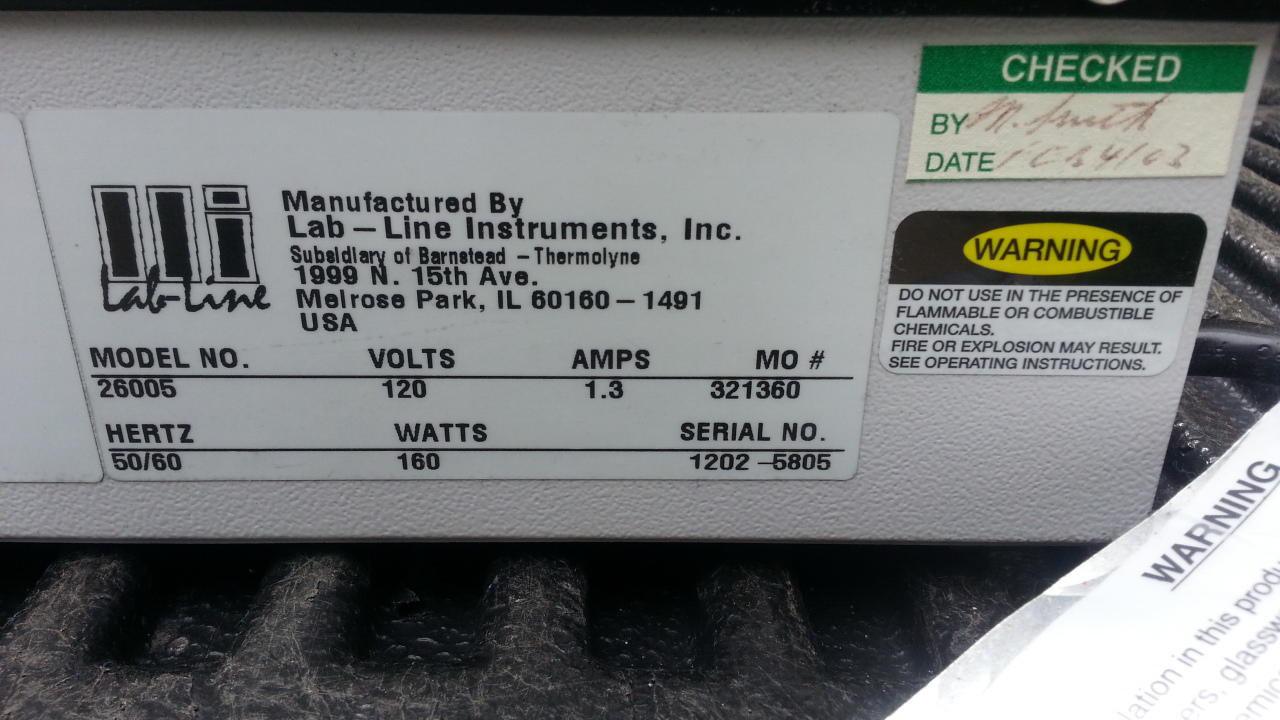 Lab-Line
Manufactured By
Lab – Line Instruments, Inc.
Subsidiary of Barnstead – Thermolyne
1999 N. 15th Ave.
Melrose Park, IL 60160 – 1491
USA
MODEL NO. VOLTS AMPS MO #
26005 120 1.3 321360
HERTZ WATTS SERIAL NO.
50/60 160 1202 –5805
CHECKED
BY M. Smith
DATE
WARNING
DO NOT USE IN THE PRESENCE OF
FLAMMABLE OR COMBUSTIBLE
CHEMICALS.
FIRE OR EXPLOSION MAY RESULT.
SEE OPERATING INSTRUCTIONS.
WARNING
in this